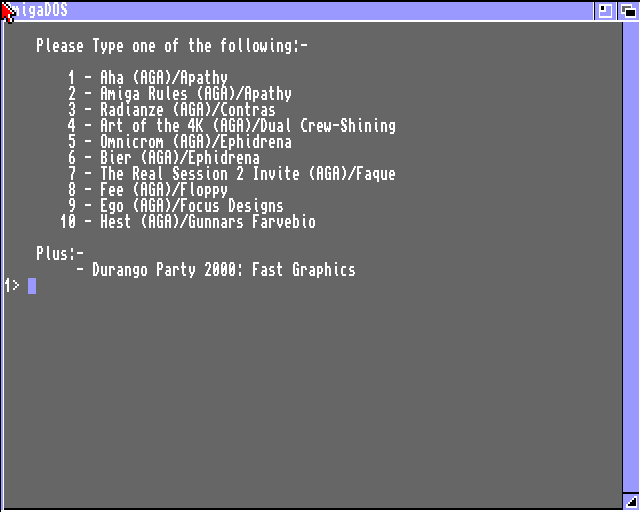 AmigaDOS
Please Type one of the following:-
1 - Aha (AGA)/Apathy
2 - Amiga Rules (AGA)/Apathy
3 - Radianze (AGA)/Contras
4 - Art of the 4K (AGA)/Dual Crew-Shining
5 - Omnicrom (AGA)/Ephidrena
6 - Bier (AGA)/Ephidrena
7 - The Real Session 2 Invite (AGA)/Faque
8 - Fee (AGA)/Floppy
9 - Ego (AGA)/Focus Designs
10 - Hest (AGA)/Gunnars Farvebio
Plus:-
- Durango Party 2000: Fast Graphics
1>